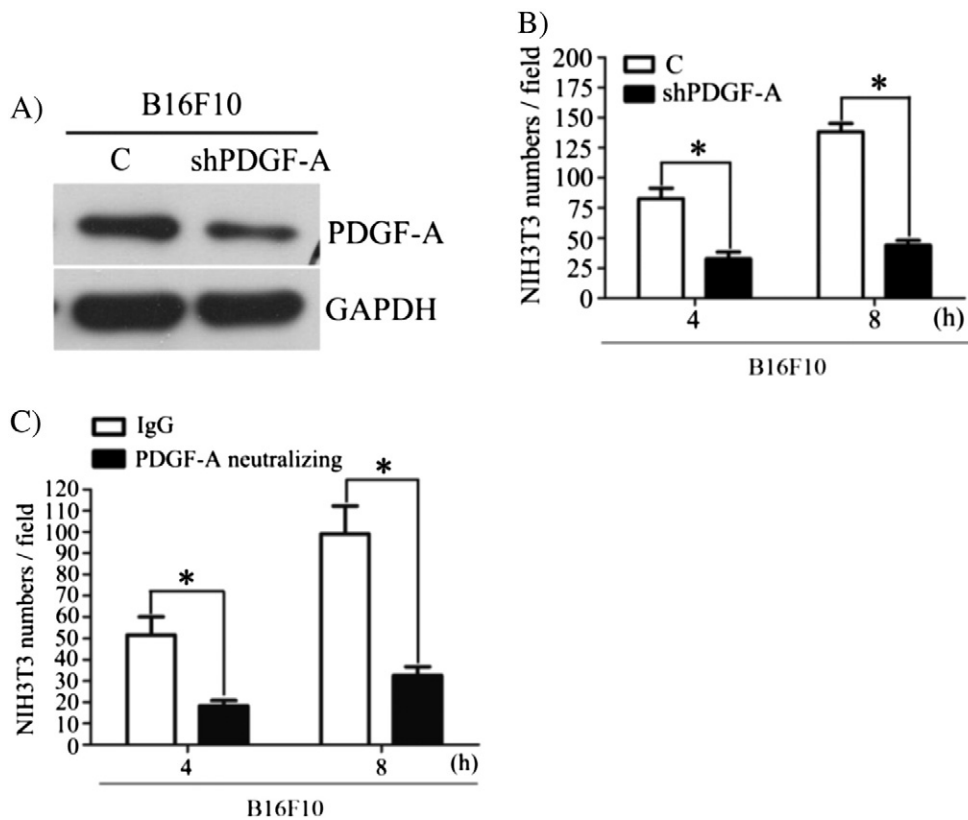 A)
B16F10
C shPDGF-A
PDGF-A
GAPDH
B)
C
shPDGF-A
*
*
NIH3T3 numbers / field
200
175
150
125
100
75
50
25
0
4 8 (h)
B16F10
C)
IgG
PDGF-A neutralizing
*
*
NIH3T3 numbers / field
120
110
100
90
80
70
60
50
40
30
20
10
0
4 8 (h)
B16F10